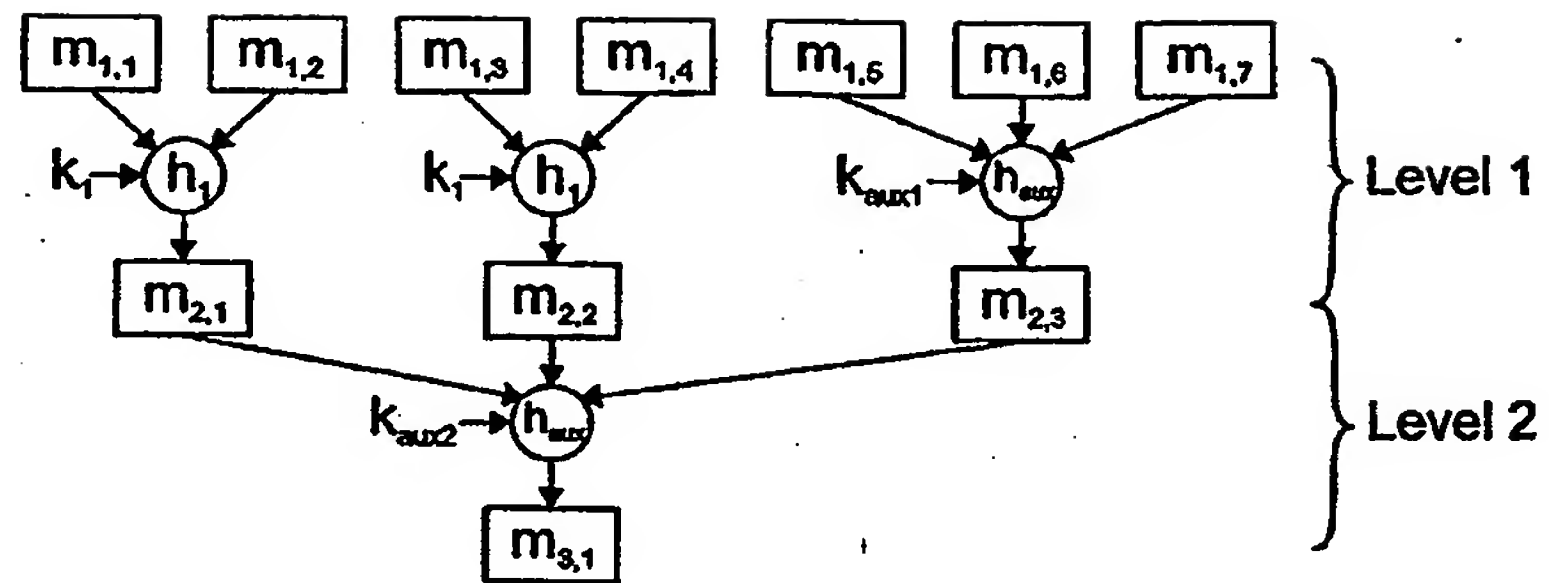 m1,1 m1,2 m1,3 m1,4 m1,5 m1,6 m1,7
k1 h1 k1 h1 kaux1 haux
Level 1
m2,1 m2,2 m2,3
kaux2 haux
Level 2
m3,1